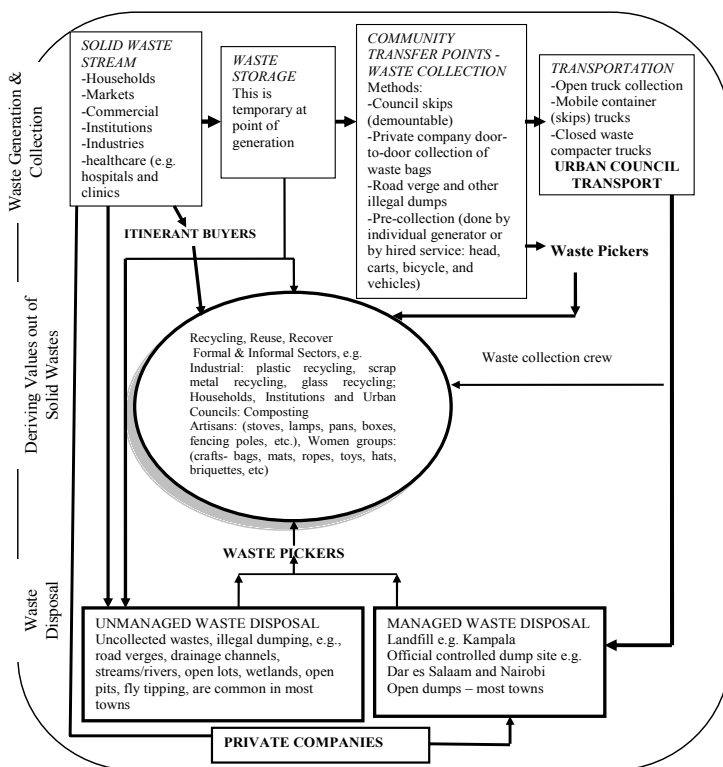 Waste Generation &
Collection
Deriving Values out of
Solid Wastes
Waste
Disposal
SOLID WASTE
STREAM
-Households
-Markets
-Commercial
-Institutions
-Industries
-healthcare (e.g.
hospitals and
clinics
WASTE
STORAGE
This is
temporary at
point of
generation
COMMUNITY
TRANSFER POINTS -
WASTE COLLECTION
Methods:
-Council skips
(demountable)
-Private company door-
to-door collection of
waste bags
-Road verge and other
illegal dumps
-Pre-collection (done by
individual generator or
by hired service: head,
carts, bicycle, and
vehicles)
TRANSPORTATION
-Open truck collection
-Mobile container
(skips) trucks
-Closed waste
compacter trucks
URBAN COUNCIL
TRANSPORT
ITINERANT BUYERS
Waste Pickers
Recycling, Reuse, Recover
Formal & Informal Sectors, e.g.
Industrial: plastic recycling, scrap
metal recycling, glass recycling;
Households, Institutions and Urban
Councils: Composting
Artisans: (stoves, lamps, pans, boxes,
fencing poles, etc.), Women groups:
(crafts- bags, mats, ropes, toys, hats,
briquettes, etc)
Waste collection crew
WASTE PICKERS
UNMANAGED WASTE DISPOSAL
Uncollected wastes, illegal dumping, e.g.,
road verges, drainage channels,
streams/rivers, open lots, wetlands, open
pits, fly tipping, are common in most
towns
MANAGED WASTE DISPOSAL
Landfill e.g. Kampala
Official controlled dump site e.g.
Dar es Salaam and Nairobi
Open dumps – most towns
PRIVATE COMPANIES